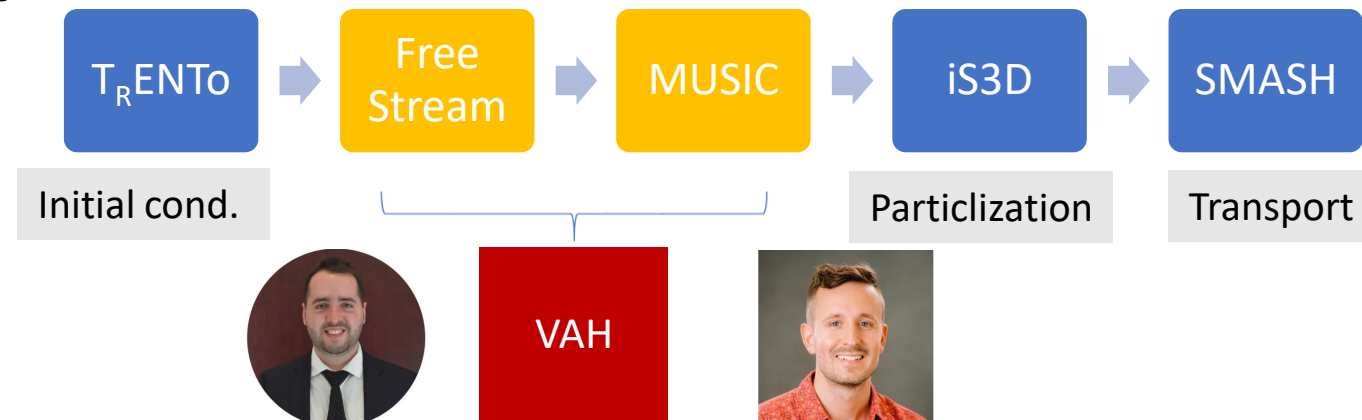 TRENTo
Free
Stream
MUSIC
iS3D
SMASH
Initial cond.
Particlization
Transport
VAH